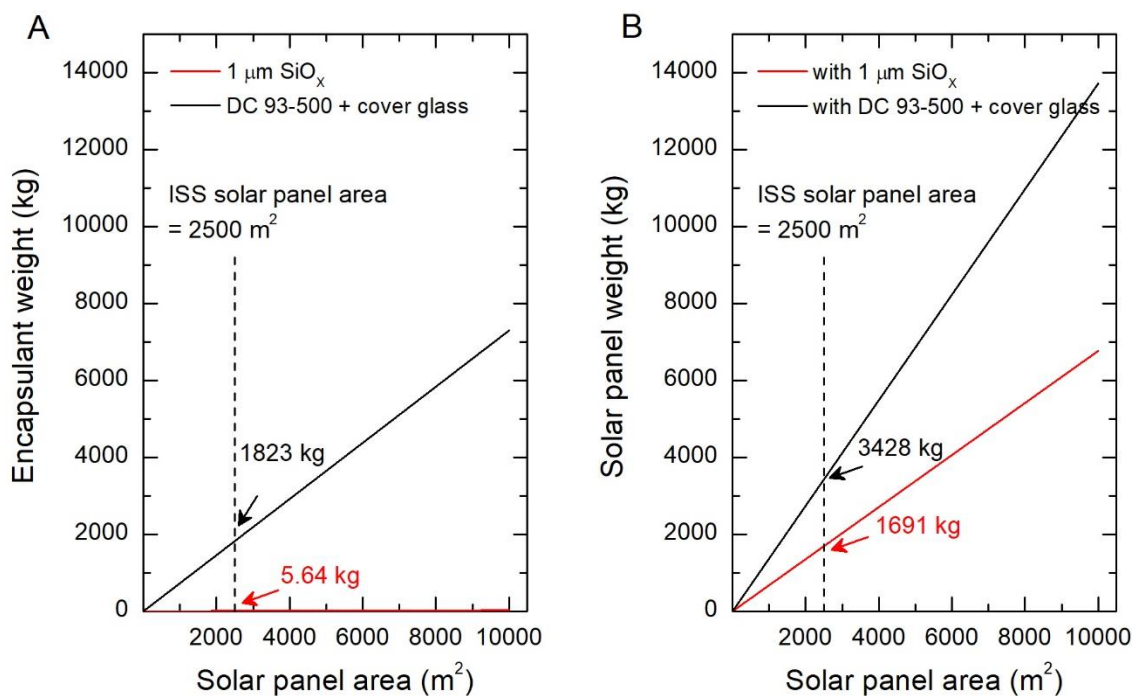 A
1 μm SiOₓ
DC 93-500 + cover glass
ISS solar panel area
= 2500 m²
1823 kg
5.64 kg
Encapsulant weight (kg)
14000
12000
10000
8000
6000
4000
2000
0
2000 4000 6000 8000 10000
Solar panel area (m²)
B
with 1 μm SiOₓ
with DC 93-500 + cover glass
ISS solar panel area
= 2500 m²
3428 kg
1691 kg
Solar panel weight (kg)
14000
12000
10000
8000
6000
4000
2000
0
2000 4000 6000 8000 10000
Solar panel area (m²)